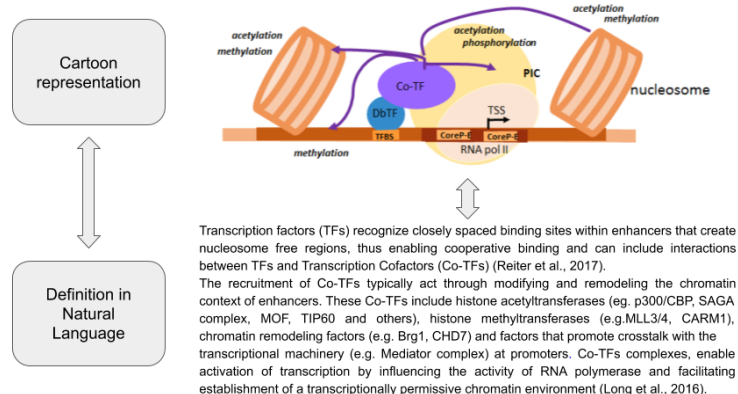 Cartoon
representation
acetylation
methylation
acetylation
phosphorylation
acetylation
methylation
PIC
Co-TF
nucleosome
DbTF
TSS
TFBS
CoreP-E
CoreP-E
methylation
RNA pol II
Definition in
Natural
Language
Transcription factors (TFs) recognize closely spaced binding sites within enhancers that create
nucleosome free regions, thus enabling cooperative binding and can include interactions
between TFs and Transcription Cofactors (Co-TFs) (Reiter et al., 2017).
The recruitment of Co-TFs typically act through modifying and remodeling the chromatin
context of enhancers. These Co-TFs include histone acetyltransferases (eg. p300/CBP, SAGA
complex, MOF, TIP60 and others), histone methyltransferases (e.g.MLL3/4, CARM1),
chromatin remodeling factors (e.g. Brg1, CHD7) and factors that promote crosstalk with the
transcriptional machinery (e.g. Mediator complex) at promoters. Co-TFs complexes, enable
activation of transcription by influencing the activity of RNA polymerase and facilitating
establishment of a transcriptionally permissive chromatin environment (Long et al., 2016).